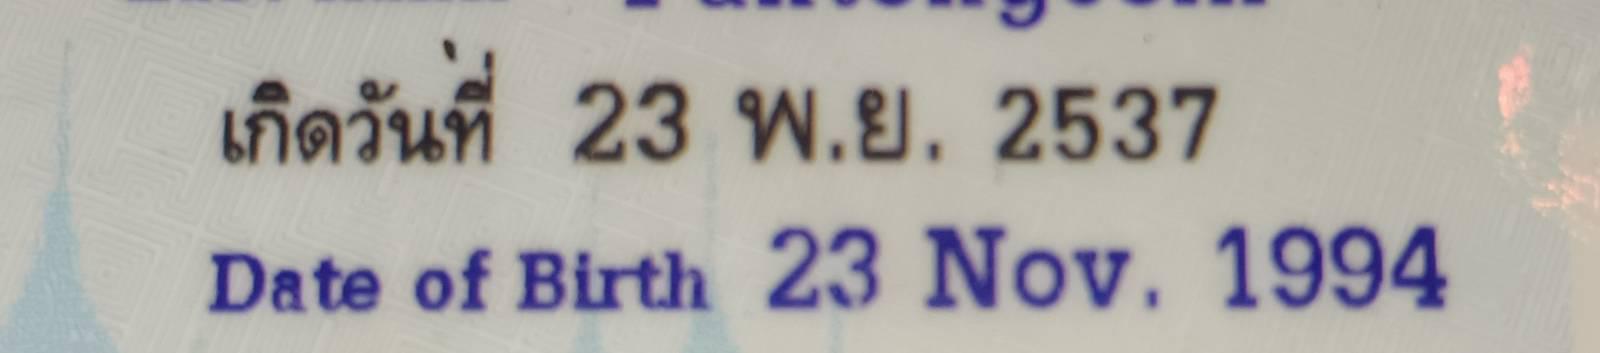 เกิดวันที่ 23 พ.ย. 2537
Date of Birth 23 Nov. 1994